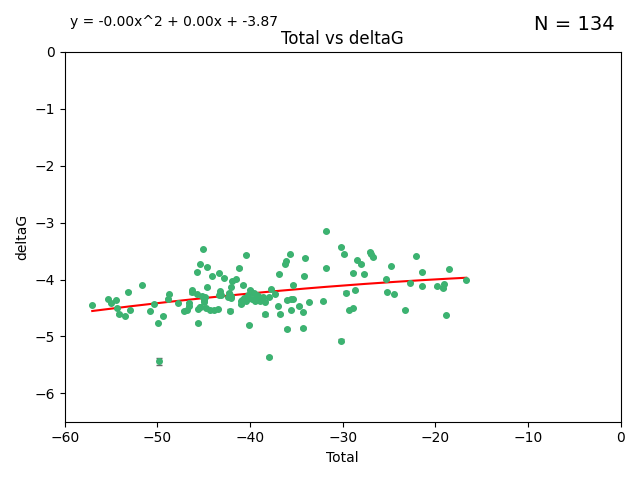 y = -0.00x^2 + 0.00x + -3.87
N = 134
Total vs deltaG
0
−1
−2
−3
−4
−5
−6
deltaG
−60
−50
−40
−30
−20
−10
0
Total